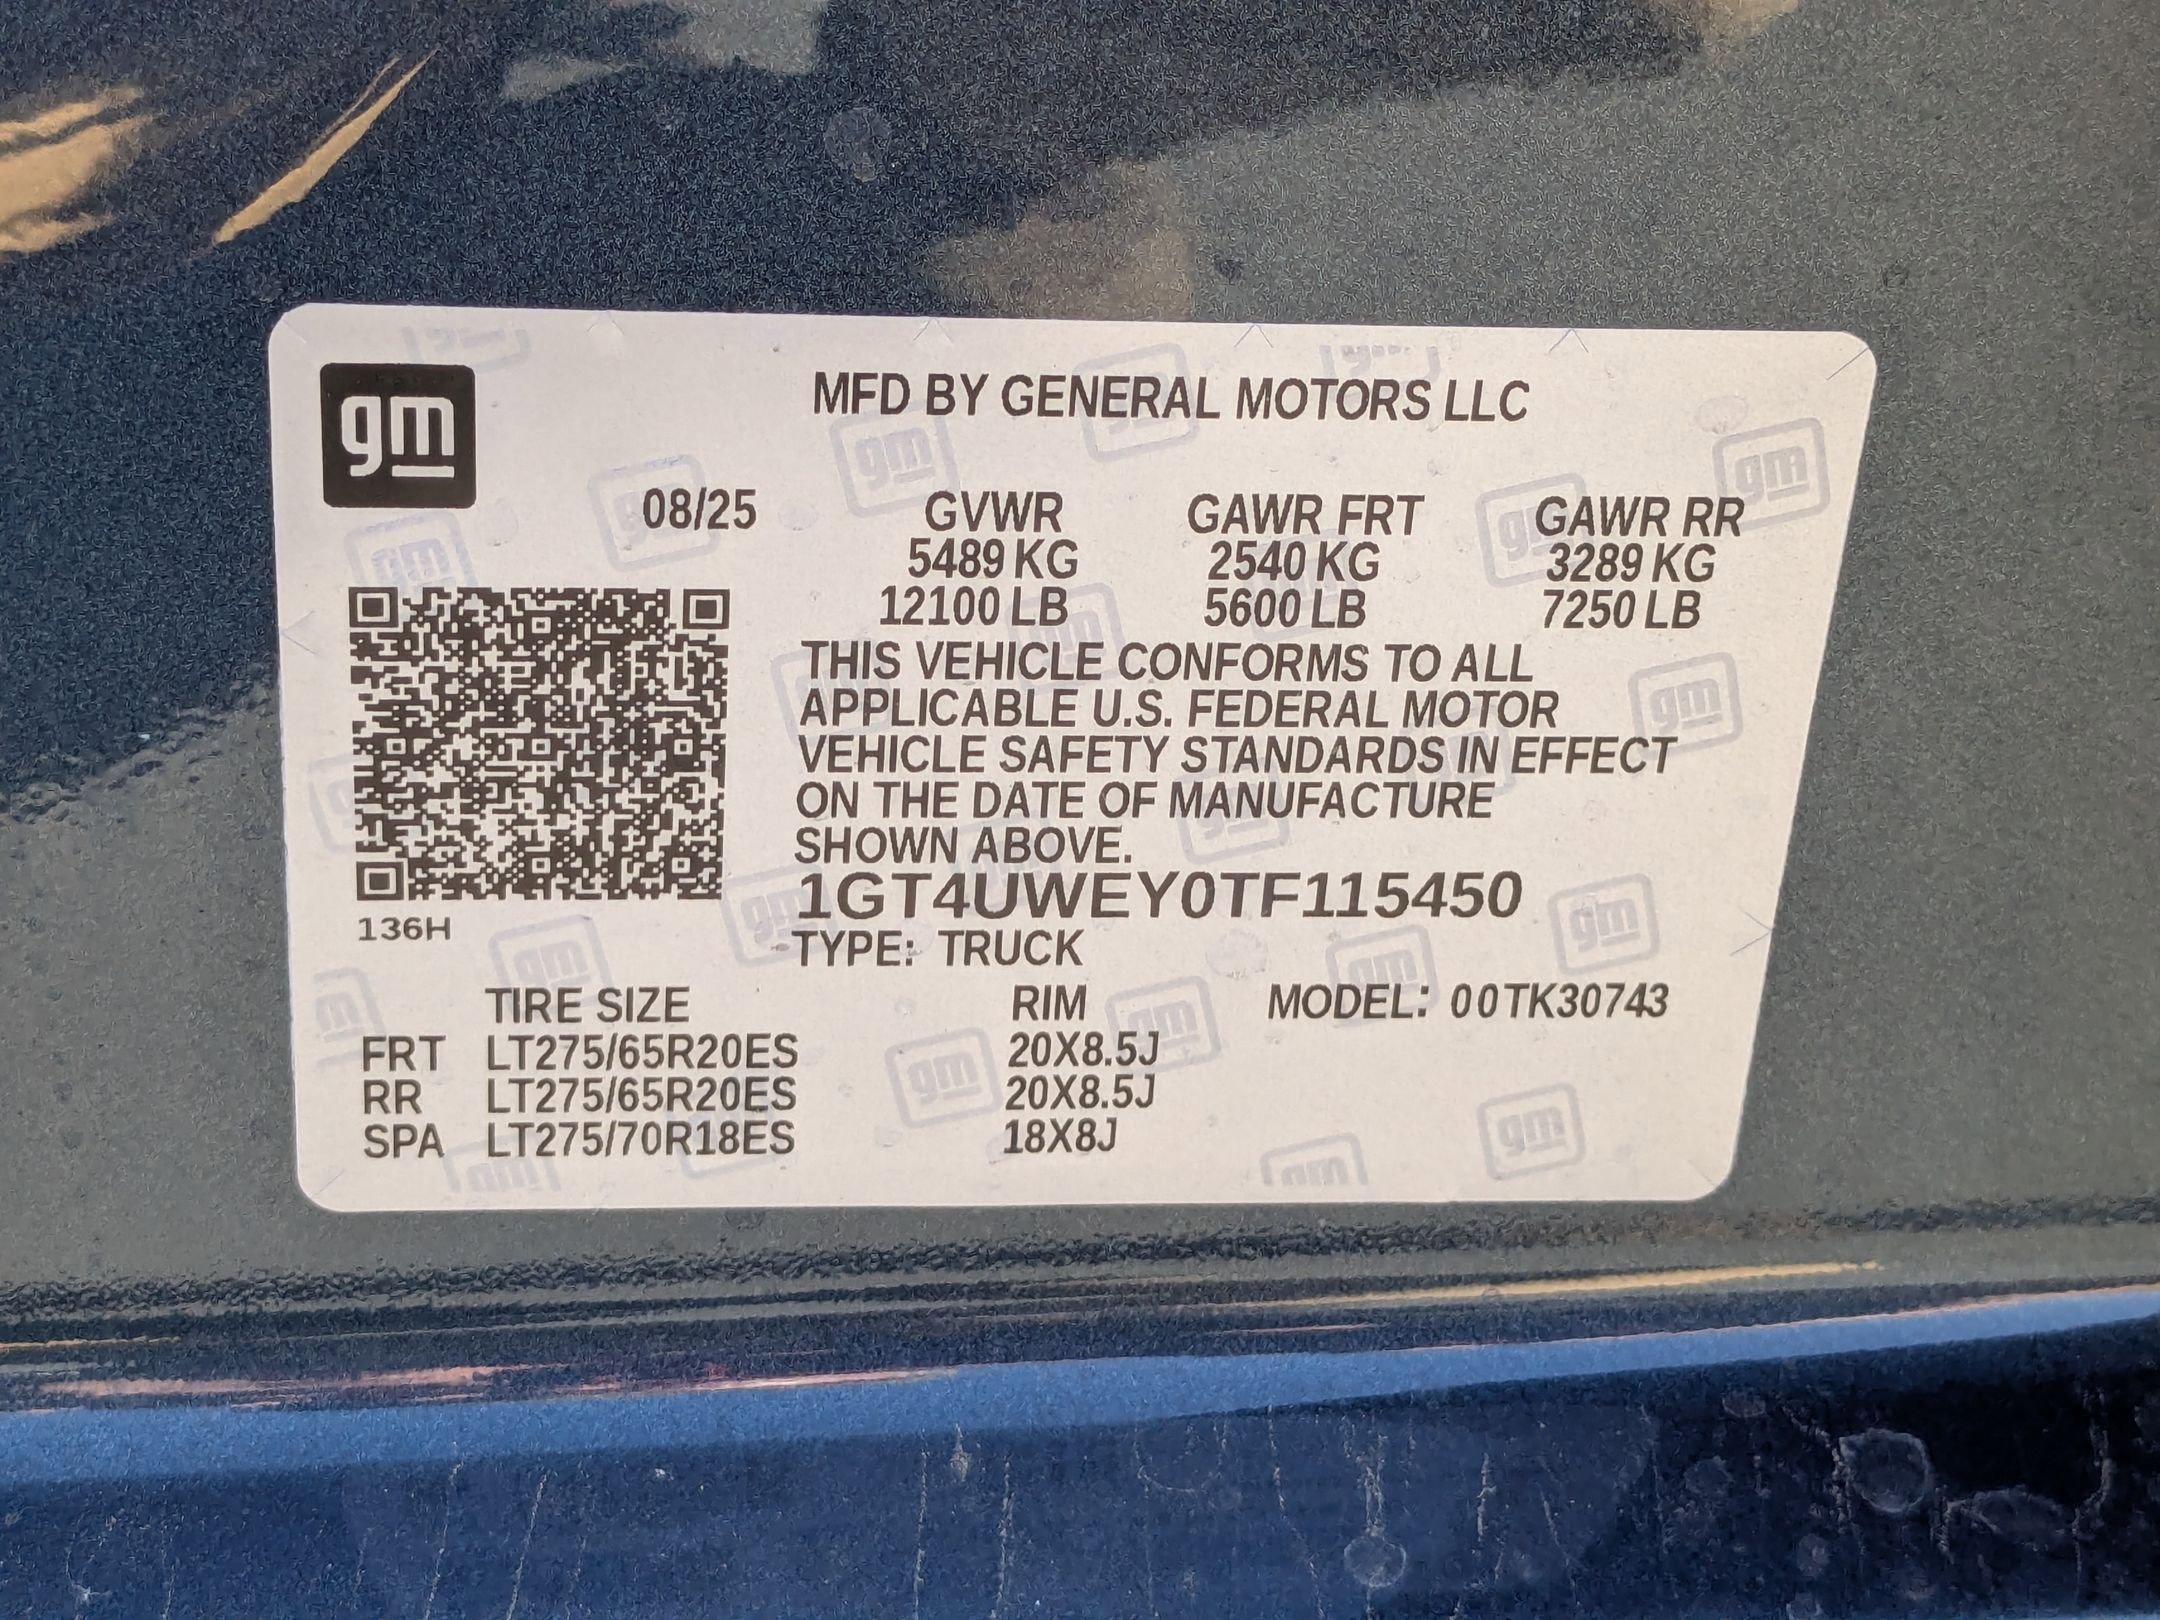 gm
MFD BY GENERAL MOTORS LLC
08/25 GVWR GAWR FRT GAWR RR
5489 KG 2540 KG 3289 KG
12100 LB 5600 LB 7250 LB
THIS VEHICLE CONFORMS TO ALL
APPLICABLE U.S. FEDERAL MOTOR
VEHICLE SAFETY STANDARDS IN EFFECT
ON THE DATE OF MANUFACTURE
SHOWN ABOVE.
1GT4UWEY0TF115450
136H
TYPE: TRUCK
TIRE SIZE RIM MODEL: 00TK30743
FRT LT275/65R20ES 20X8.5J
RR LT275/65R20ES 20X8.5J
SPA LT275/70R18ES 18X8J